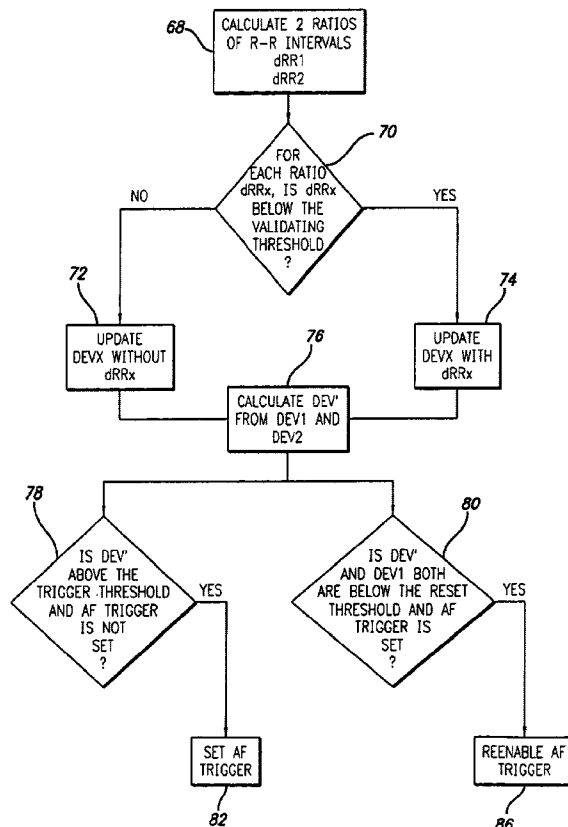 68
CALCULATE 2 RATIOS
OF R-R INTERVALS
dRR1
dRR2
70
FOR
EACH RATIO
dRRx, IS dRRx
BELOW THE
VALIDATING
THRESHOLD
?
NO
YES
72
UPDATE
DEVX WITHOUT
dRRx
74
UPDATE
DEVX WITH
dRRx
76
CALCULATE DEV'
FROM DEV1 AND
DEV2
78
IS DEV'
ABOVE THE
TRIGGER THRESHOLD
AND AF TRIGGER
IS NOT
SET
?
YES
80
IS DEV'
AND DEV1 BOTH
ARE BELOW THE RESET
THRESHOLD AND AF
TRIGGER IS
SET
?
YES
SET AF
TRIGGER
82
REENABLE AF
TRIGGER
86